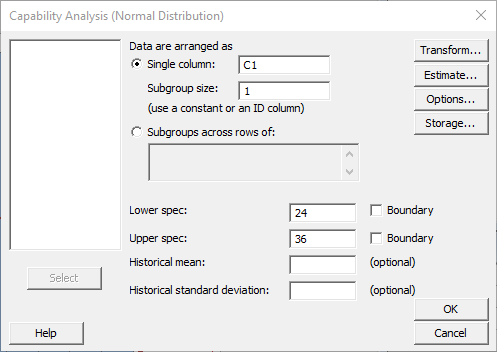 Capability Analysis (Normal Distribution)
Data are arranged as
Single column: C1
Subgroup size: 1
(use a constant or an ID column)
Subgroups across rows of:
Transform...
Estimate...
Options...
Storage...
Lower spec: 24 Boundary
Upper spec: 36 Boundary
Historical mean: (optional)
Historical standard deviation: (optional)
Select
OK
Help
Cancel